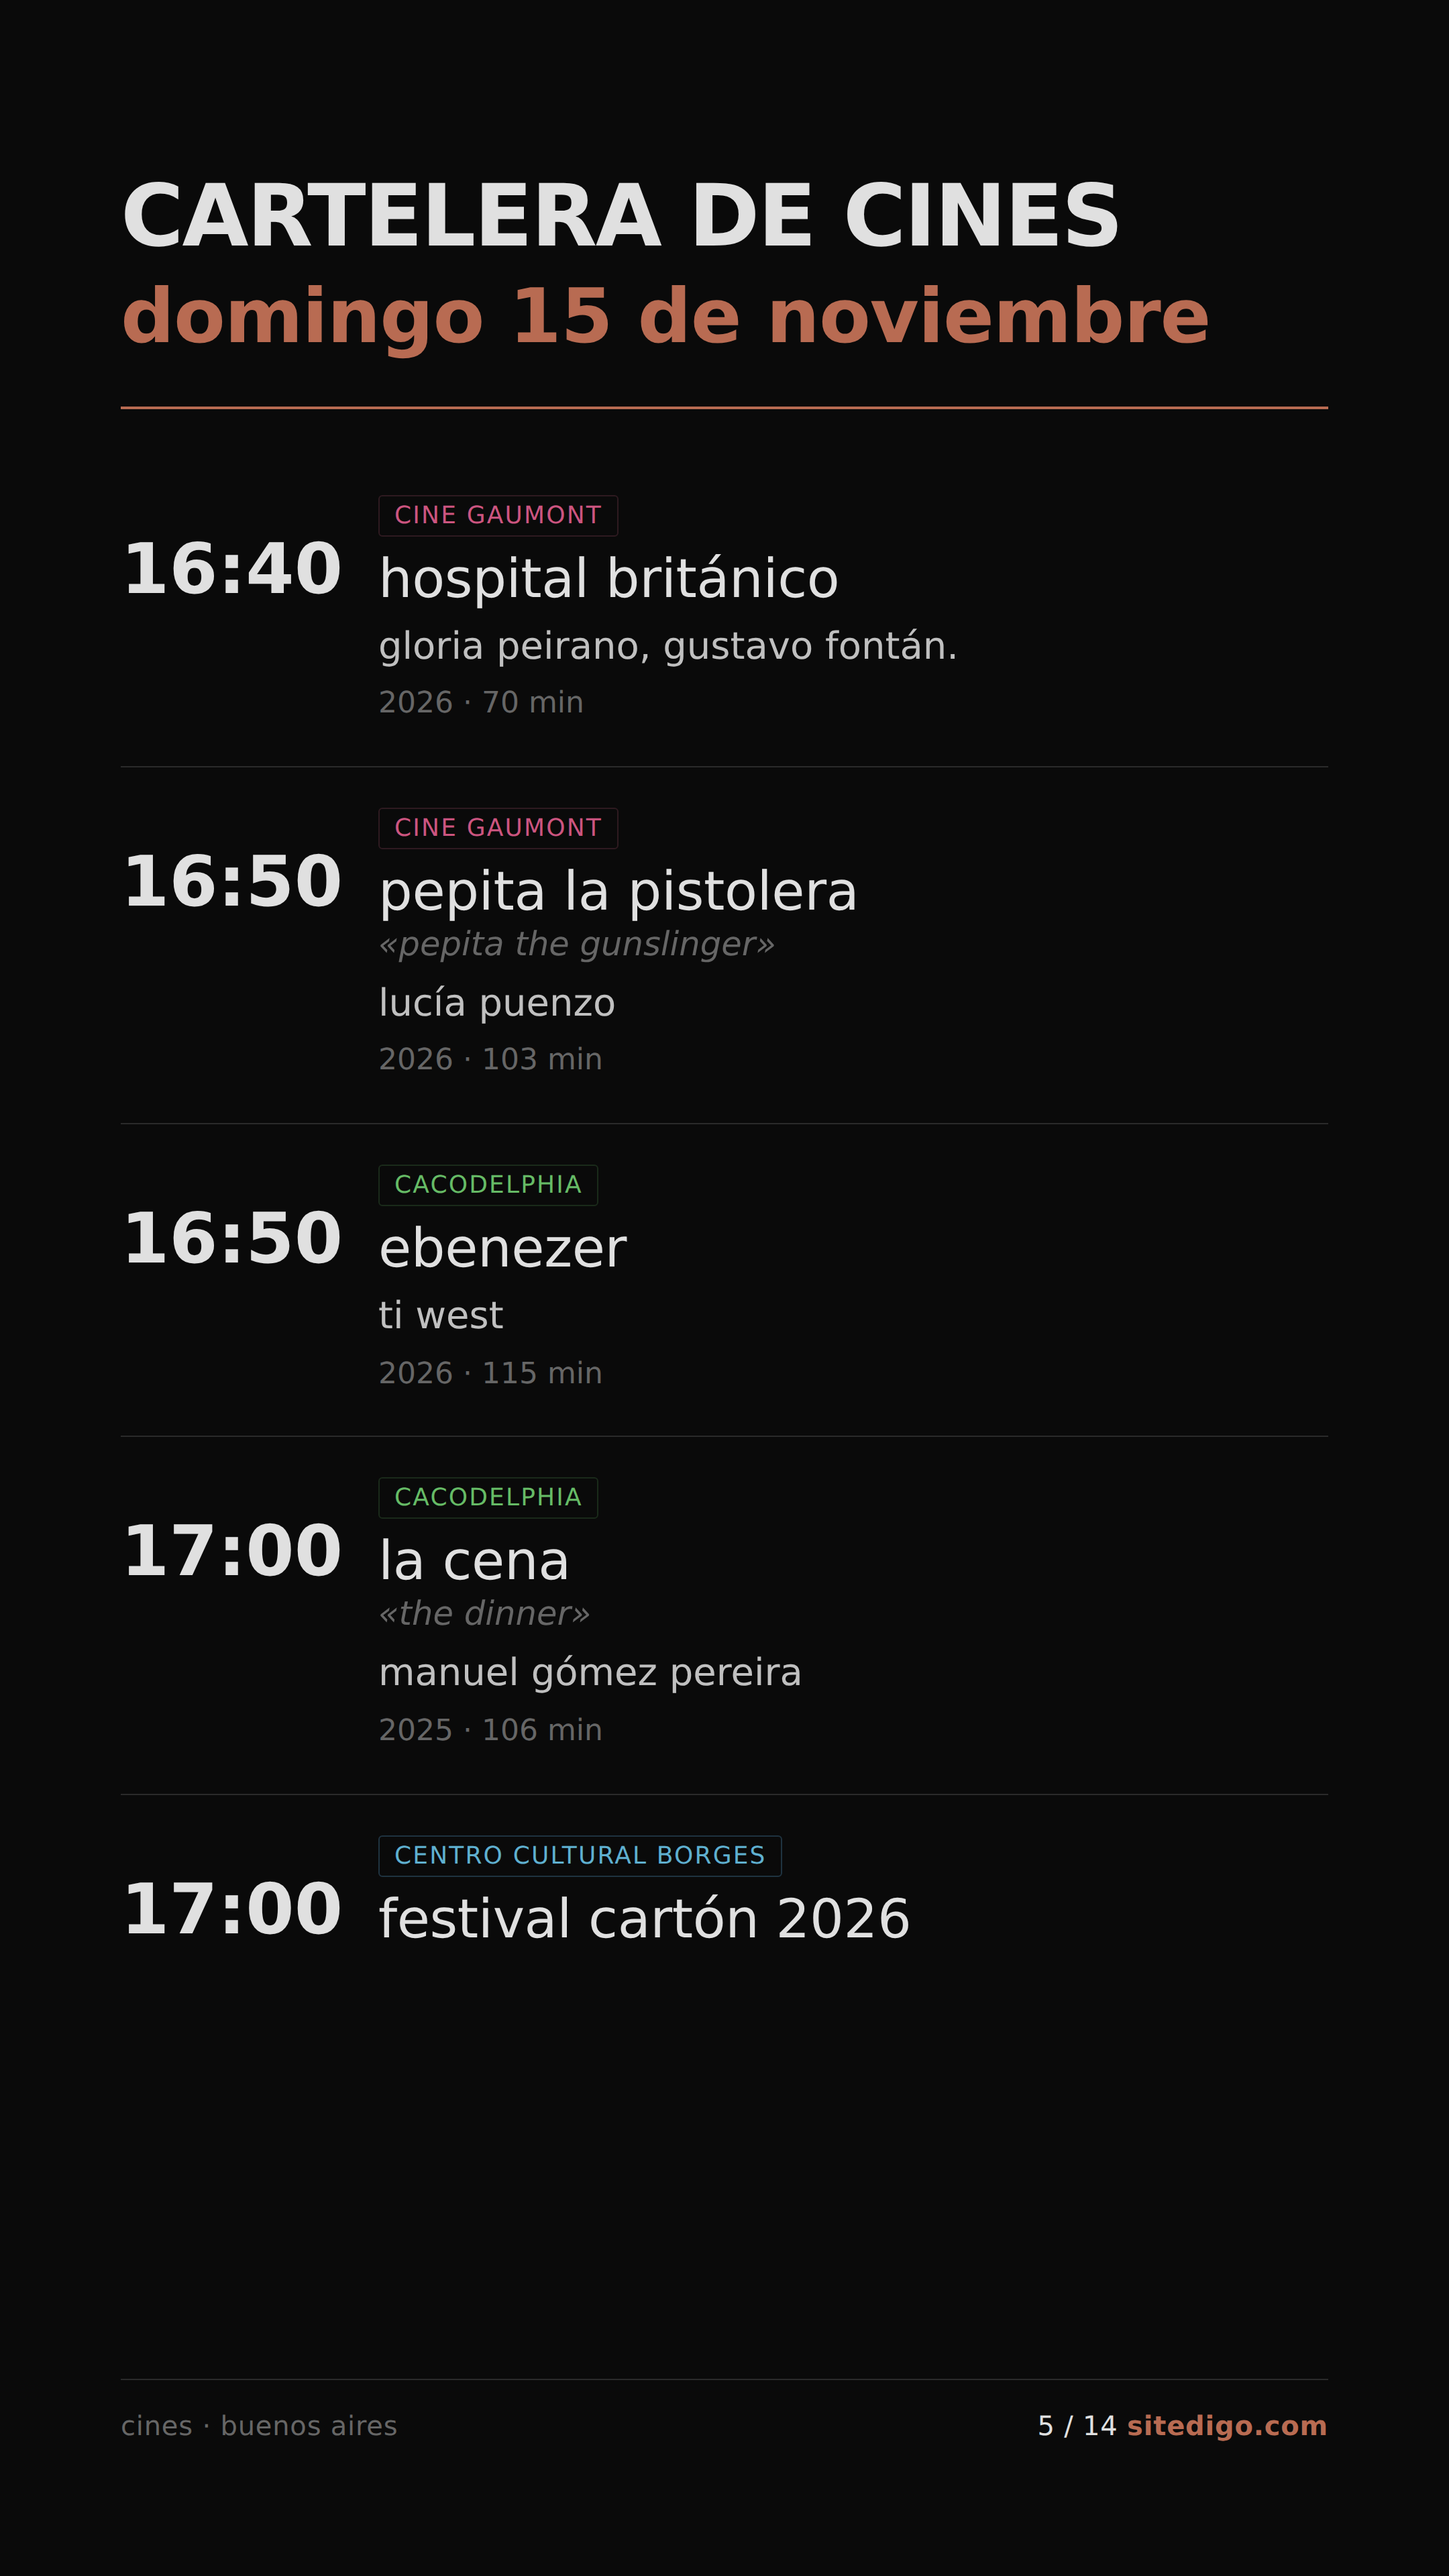 CARTELERA DE CINES
domingo 15 de noviembre
CINE GAUMONT
16:40 hospital británico
gloria peirano, gustavo fontán.
2026 · 70 min
CINE GAUMONT
16:50 pepita la pistolera
«pepita the gunslinger»
lucía puenzo
2026 · 103 min
CACODELPHIA
16:50 ebenezer
ti west
2026 · 115 min
CACODELPHIA
17:00 la cena
«the dinner»
manuel gómez pereira
2025 · 106 min
CENTRO CULTURAL BORGES
17:00 festival cartón 2026
cines · buenos aires 5 / 14 sitedigo.com